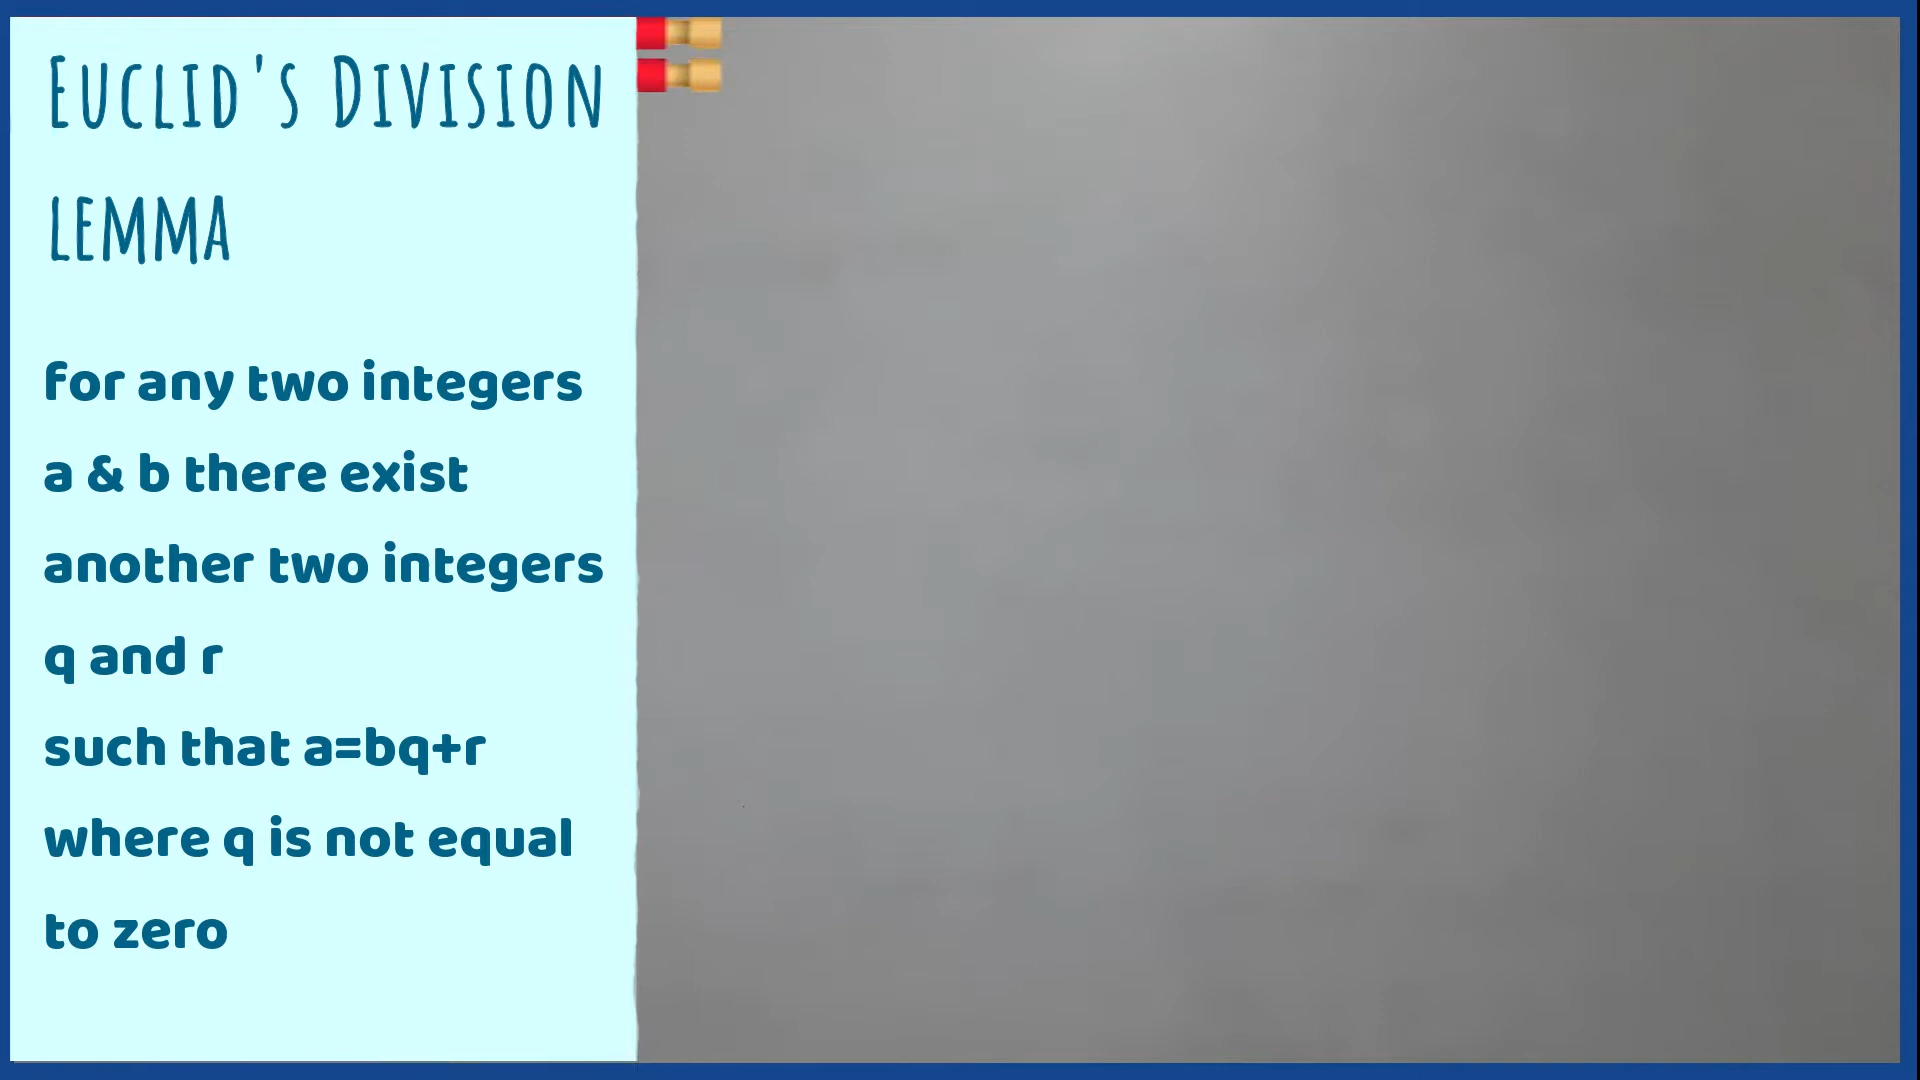 Euclid's Division
lemma
for any two integers
a & b there exist
another two integers
q and r
such that a=bq+r
where q is not equal
to zero